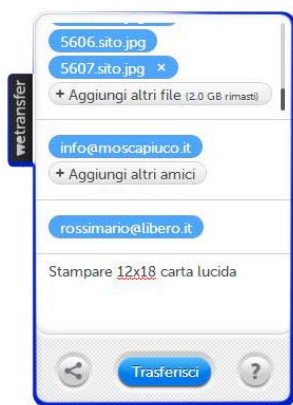 5606.sito.jpg
5607.sito.jpg ×
+ Aggiungi altri file (2.0 GB rimasti)
wetransfer
info@moscapiuco.it
+ Aggiungi altri amici
rossimario@libero.it
Stampare 12x18 carta lucida
Trasferisci
?